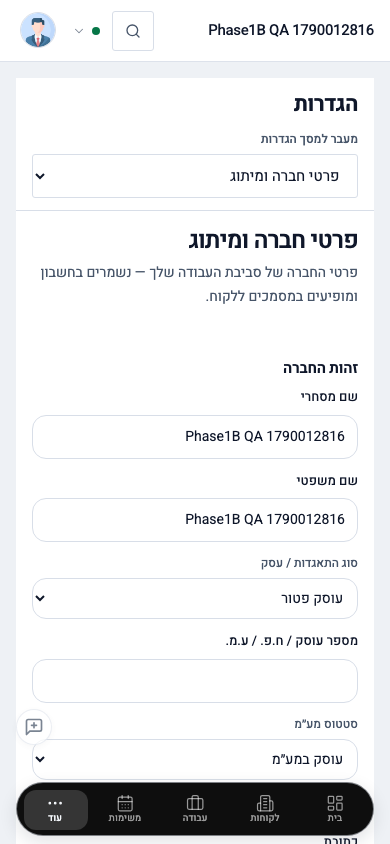 Phase1B QA 1790012816
הגדרות
מעבר למסך הגדרות
פרטי חברה ומיתוג
פרטי חברה ומיתוג
פרטי החברה של סביבת העבודה שלך — נשמרים בחשבון
ומופיעים במסמכים ללקוח.
זהות החברה
שם מסחרי
Phase1B QA 1790012816
שם משפטי
Phase1B QA 1790012816
סוג התאגדות / עסק
עוסק פטור
מספר עוסק / ח.פ. / ע.מ.
סטטוס מע״מ
עוסק במע״מ
בית
לקוחות
עבודה
משימות
עוד
כתובת